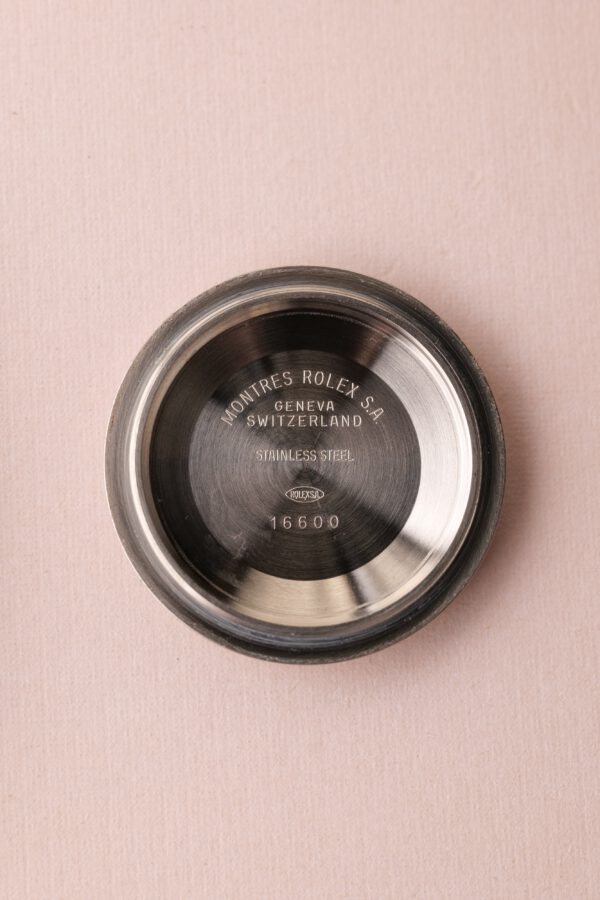 MONTRES ROLEX S.A.
GENEVA
SWITZERLAND
STAINLESS STEEL
ROLEX S.A.
16600